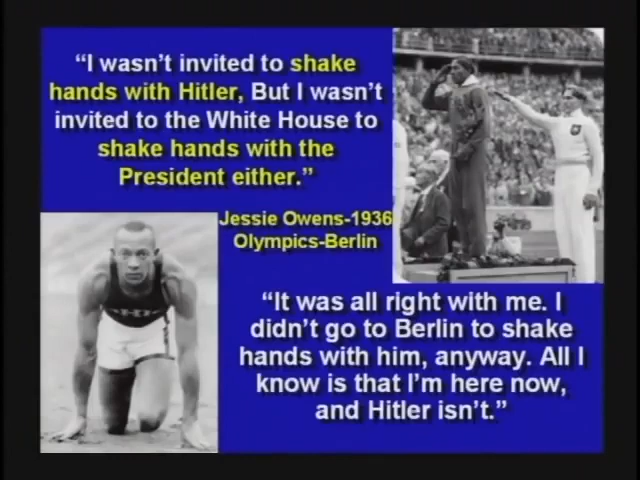 “I wasn’t invited to shake
hands with Hitler, But I wasn’t
invited to the White House to
shake hands with the
President either.”
Jessie Owens-1936
Olympics-Berlin
“It was all right with me. I
didn’t go to Berlin to shake
hands with him, anyway. All I
know is that I’m here now,
and Hitler isn’t.”